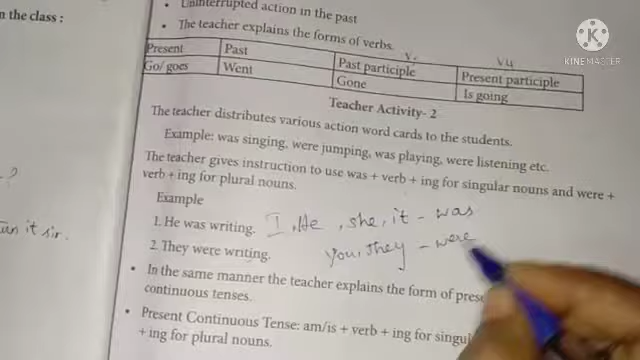 n the class :
• Uninterrupted action in the past
• The teacher explains the forms of verbs.
V4
Present Past Past participle Present participle
Go/ goes Went Gone Is going
Teacher Activity- 2
The teacher distributes various action word cards to the students.
Example: was singing, were jumping, was playing, were listening etc.
The teacher gives instruction to use was + verb + ing for singular nouns and were +
verb + ing for plural nouns.
Example
1. He was writing. I, He, she, it - was
2. They were writing. you, They - were
it sir.
• In the same manner the teacher explains the form of
continuous tenses.
• Present Continuous Tense: am/is + verb + ing for
+ ing for plural nouns.
KINEMASTER